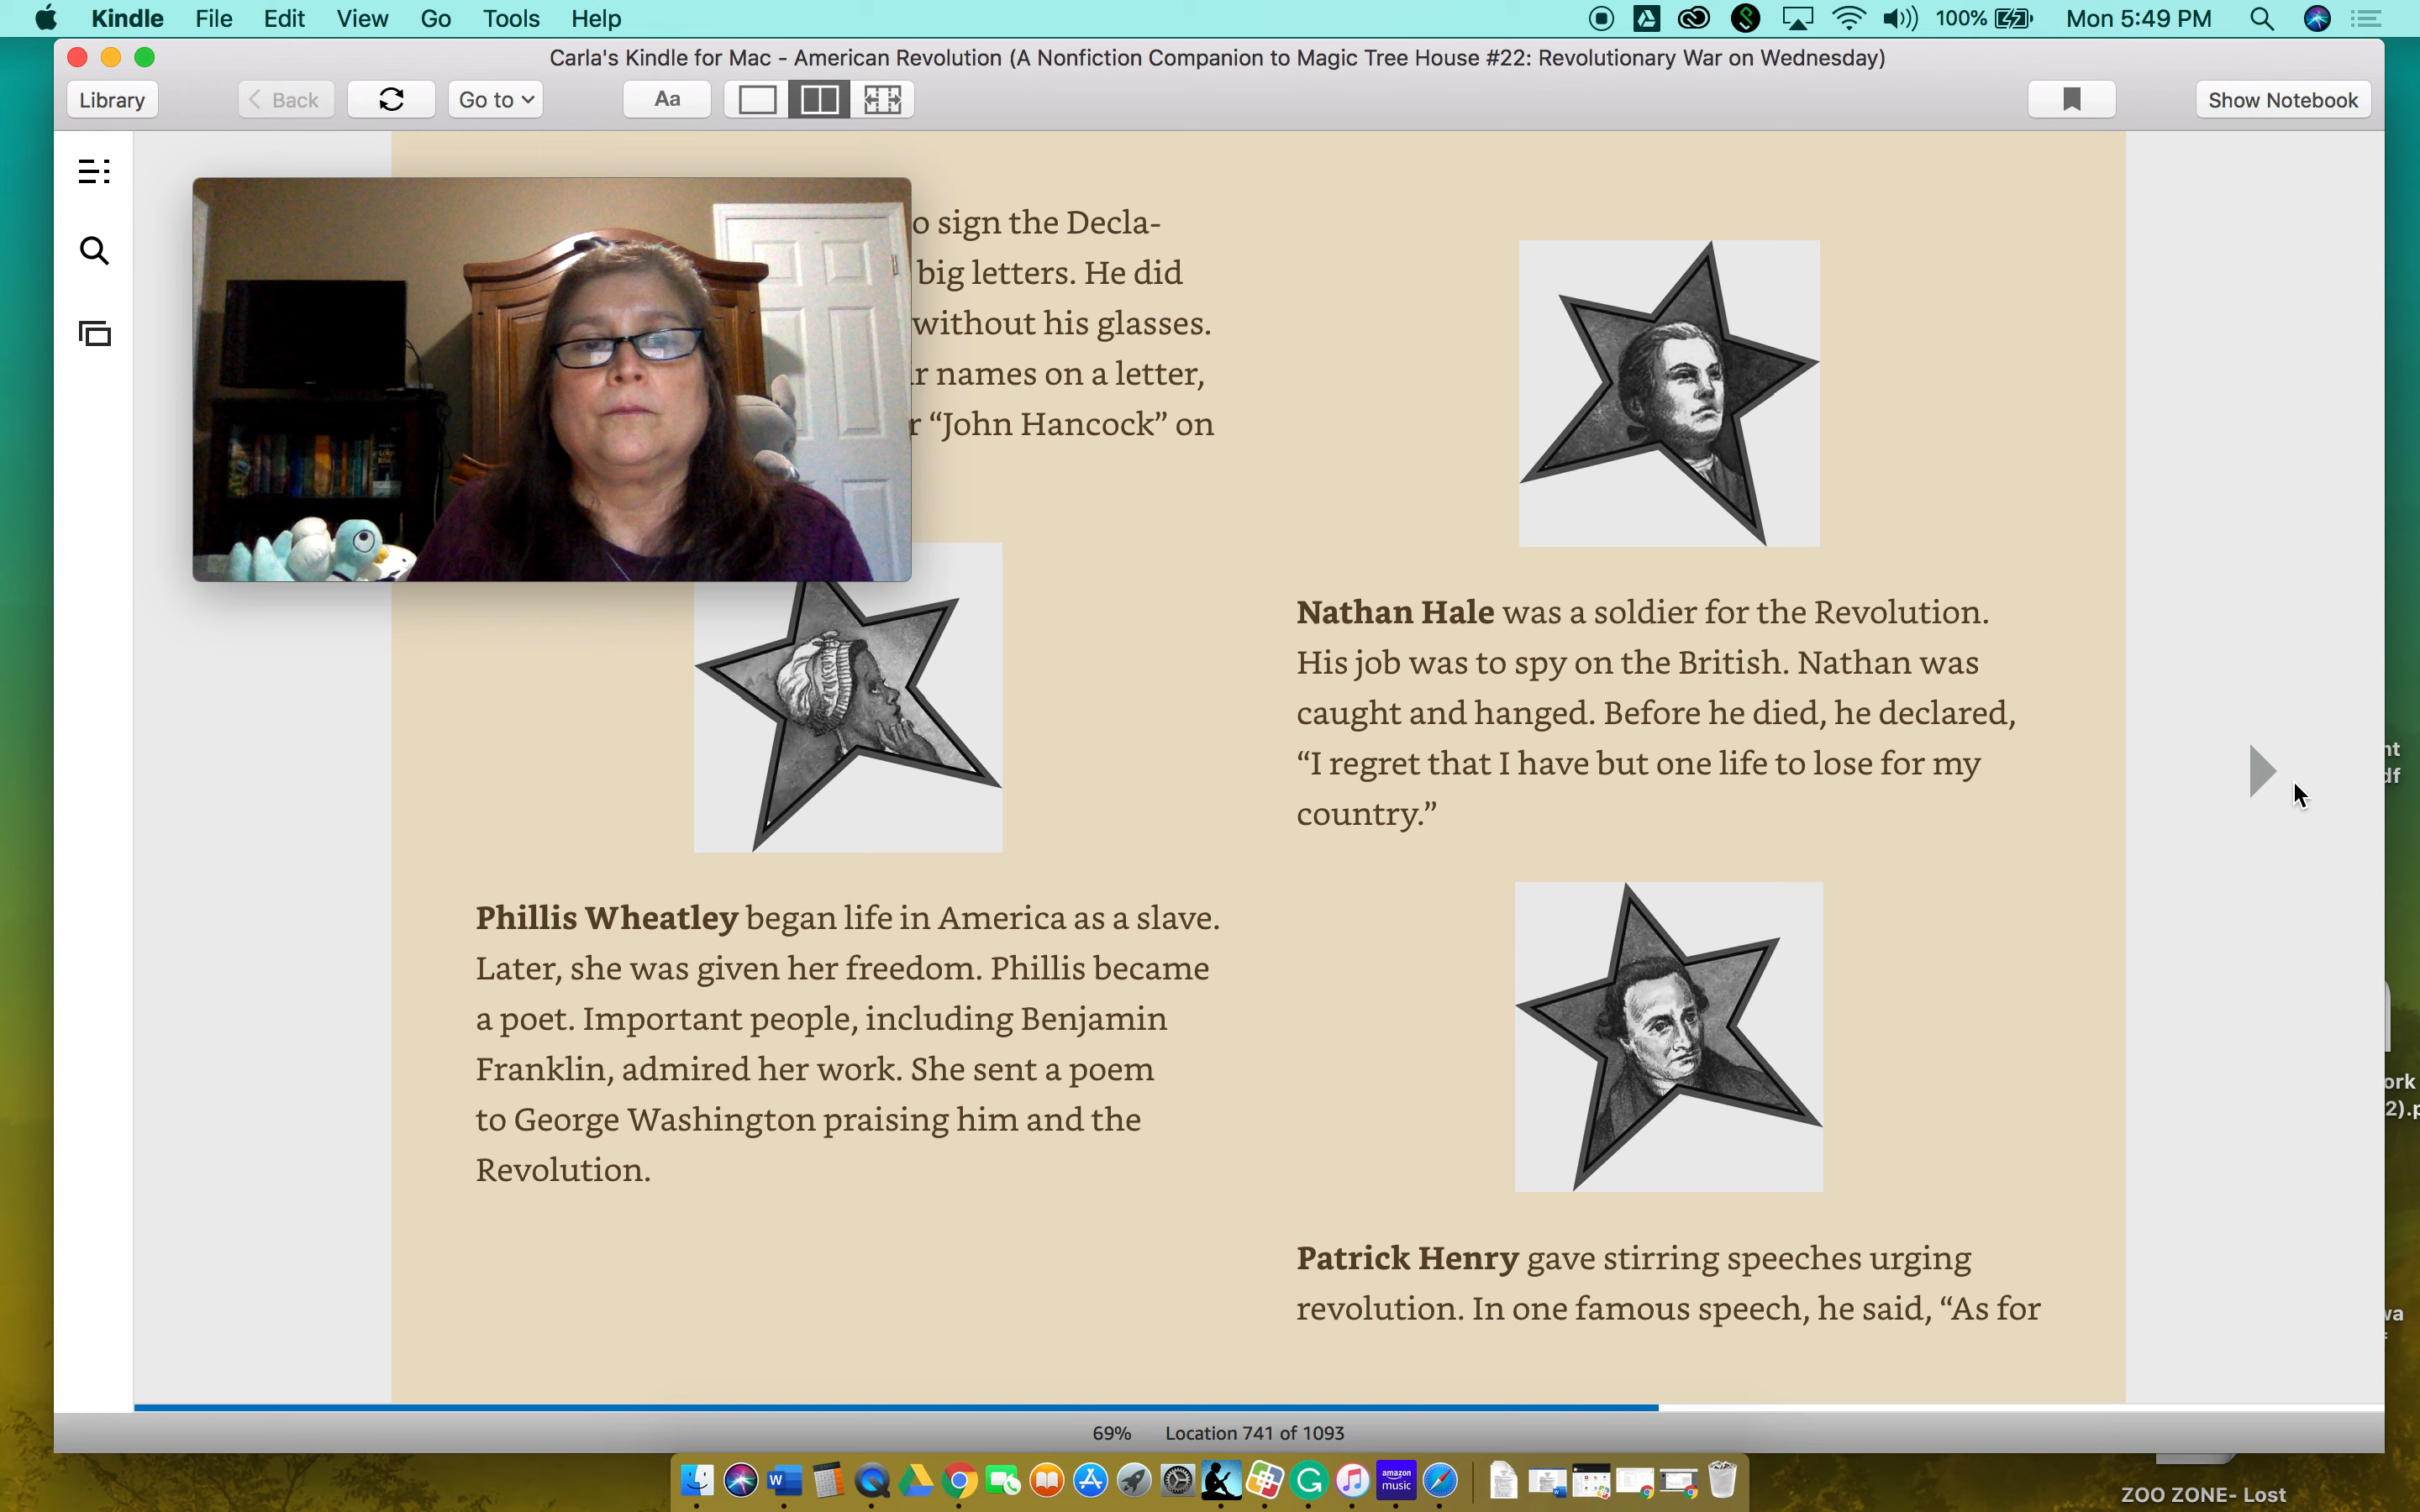 Kindle File Edit View Go Tools Help 100% Mon 5:49 PM
Carla's Kindle for Mac - American Revolution (A Nonfiction Companion to Magic Tree House #22: Revolutionary War on Wednesday)
Library Back Go to Aa Show Notebook
o sign the Decla-
big letters. He did
without his glasses.
r names on a letter,
r “John Hancock” on
Phillis Wheatley began life in America as a slave.
Later, she was given her freedom. Phillis became
a poet. Important people, including Benjamin
Franklin, admired her work. She sent a poem
to George Washington praising him and the
Revolution.
Nathan Hale was a soldier for the Revolution.
His job was to spy on the British. Nathan was
caught and hanged. Before he died, he declared,
“I regret that I have but one life to lose for my
country.”
Patrick Henry gave stirring speeches urging
revolution. In one famous speech, he said, “As for
69% Location 741 of 1093
nt
df
ork
2).p
wa
amazon
music
ZOO ZONE- Lost